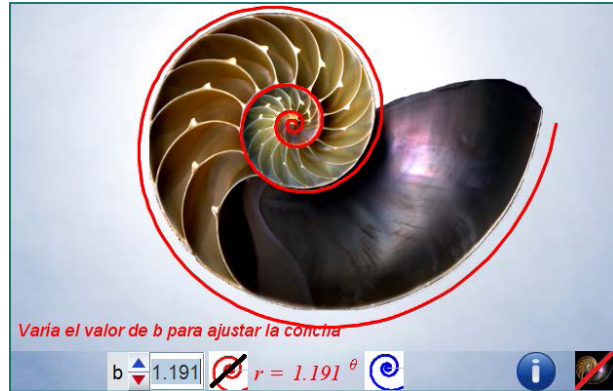 Varía el valor de b para ajustar la concha
b 1.191 r = 1.191 θ i